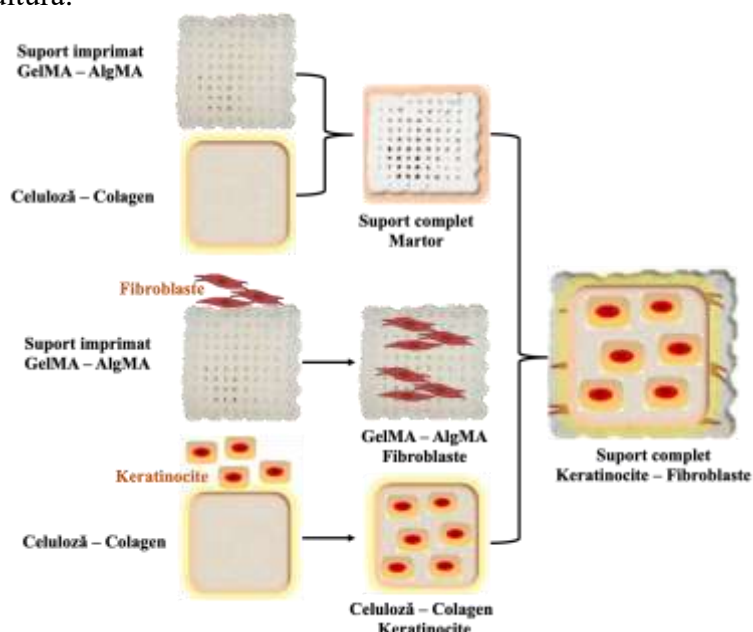 Suport imprimat
GelMA – AlgMA
Celuloză – Colagen
Suport complet
Martor
Fibroblaste
Suport imprimat
GelMA – AlgMA
GelMA – AlgMA
Fibroblaste
Keratinocite
Celuloză – Colagen
Celuloză – Colagen
Keratinocite
Suport complet
Keratinocite – Fibroblaste